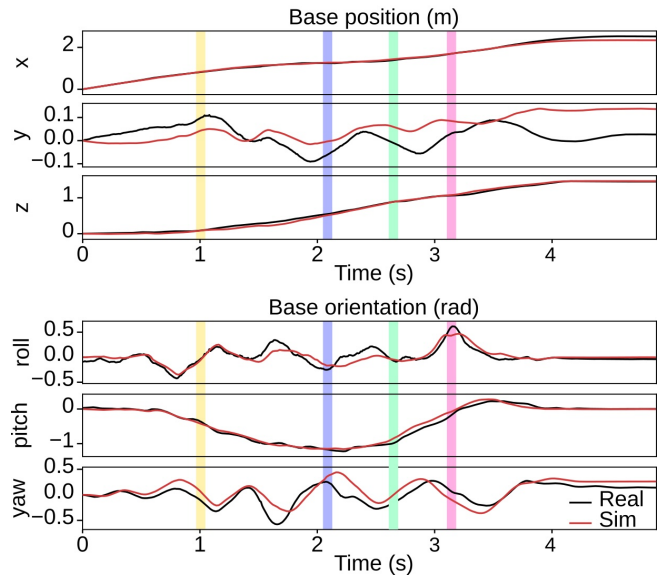 Base position (m)
x
2
0
y
0.1
0.0
−0.1
z
1
0
0 1 2 3 4
Time (s)
Base orientation (rad)
roll
0.5
0.0
−0.5
pitch
0
−1
yaw
0.5
0.0
−0.5
Real
Sim
0 1 2 3 4
Time (s)